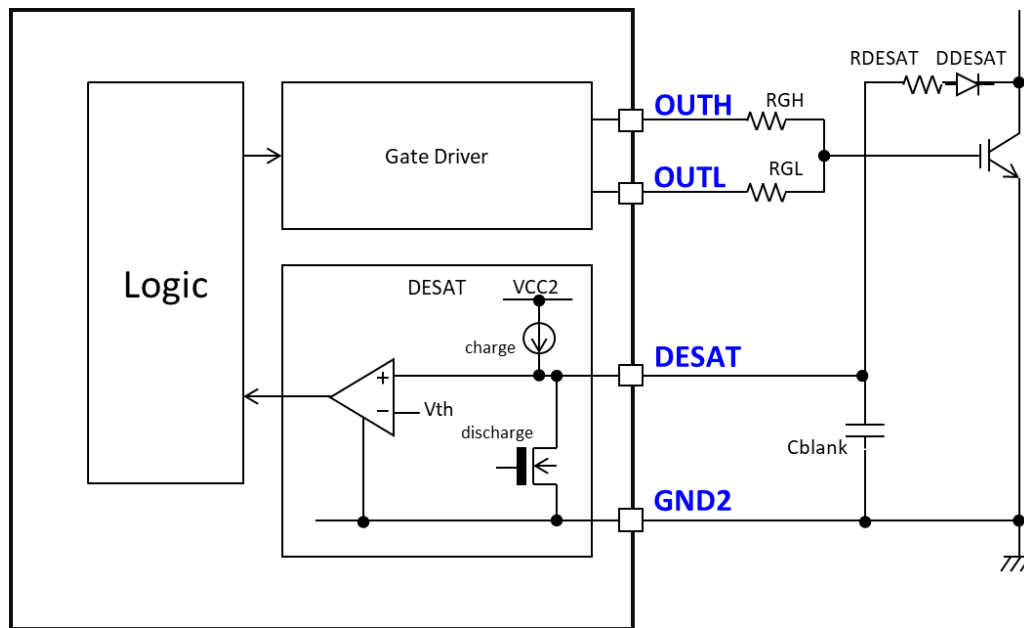 RDESAT DDESAT
OUTH
RGH
Gate Driver
OUTL
RGL
Logic
DESAT
VCC2
charge
DESAT
+
−
Vth
discharge
Cblank
GND2